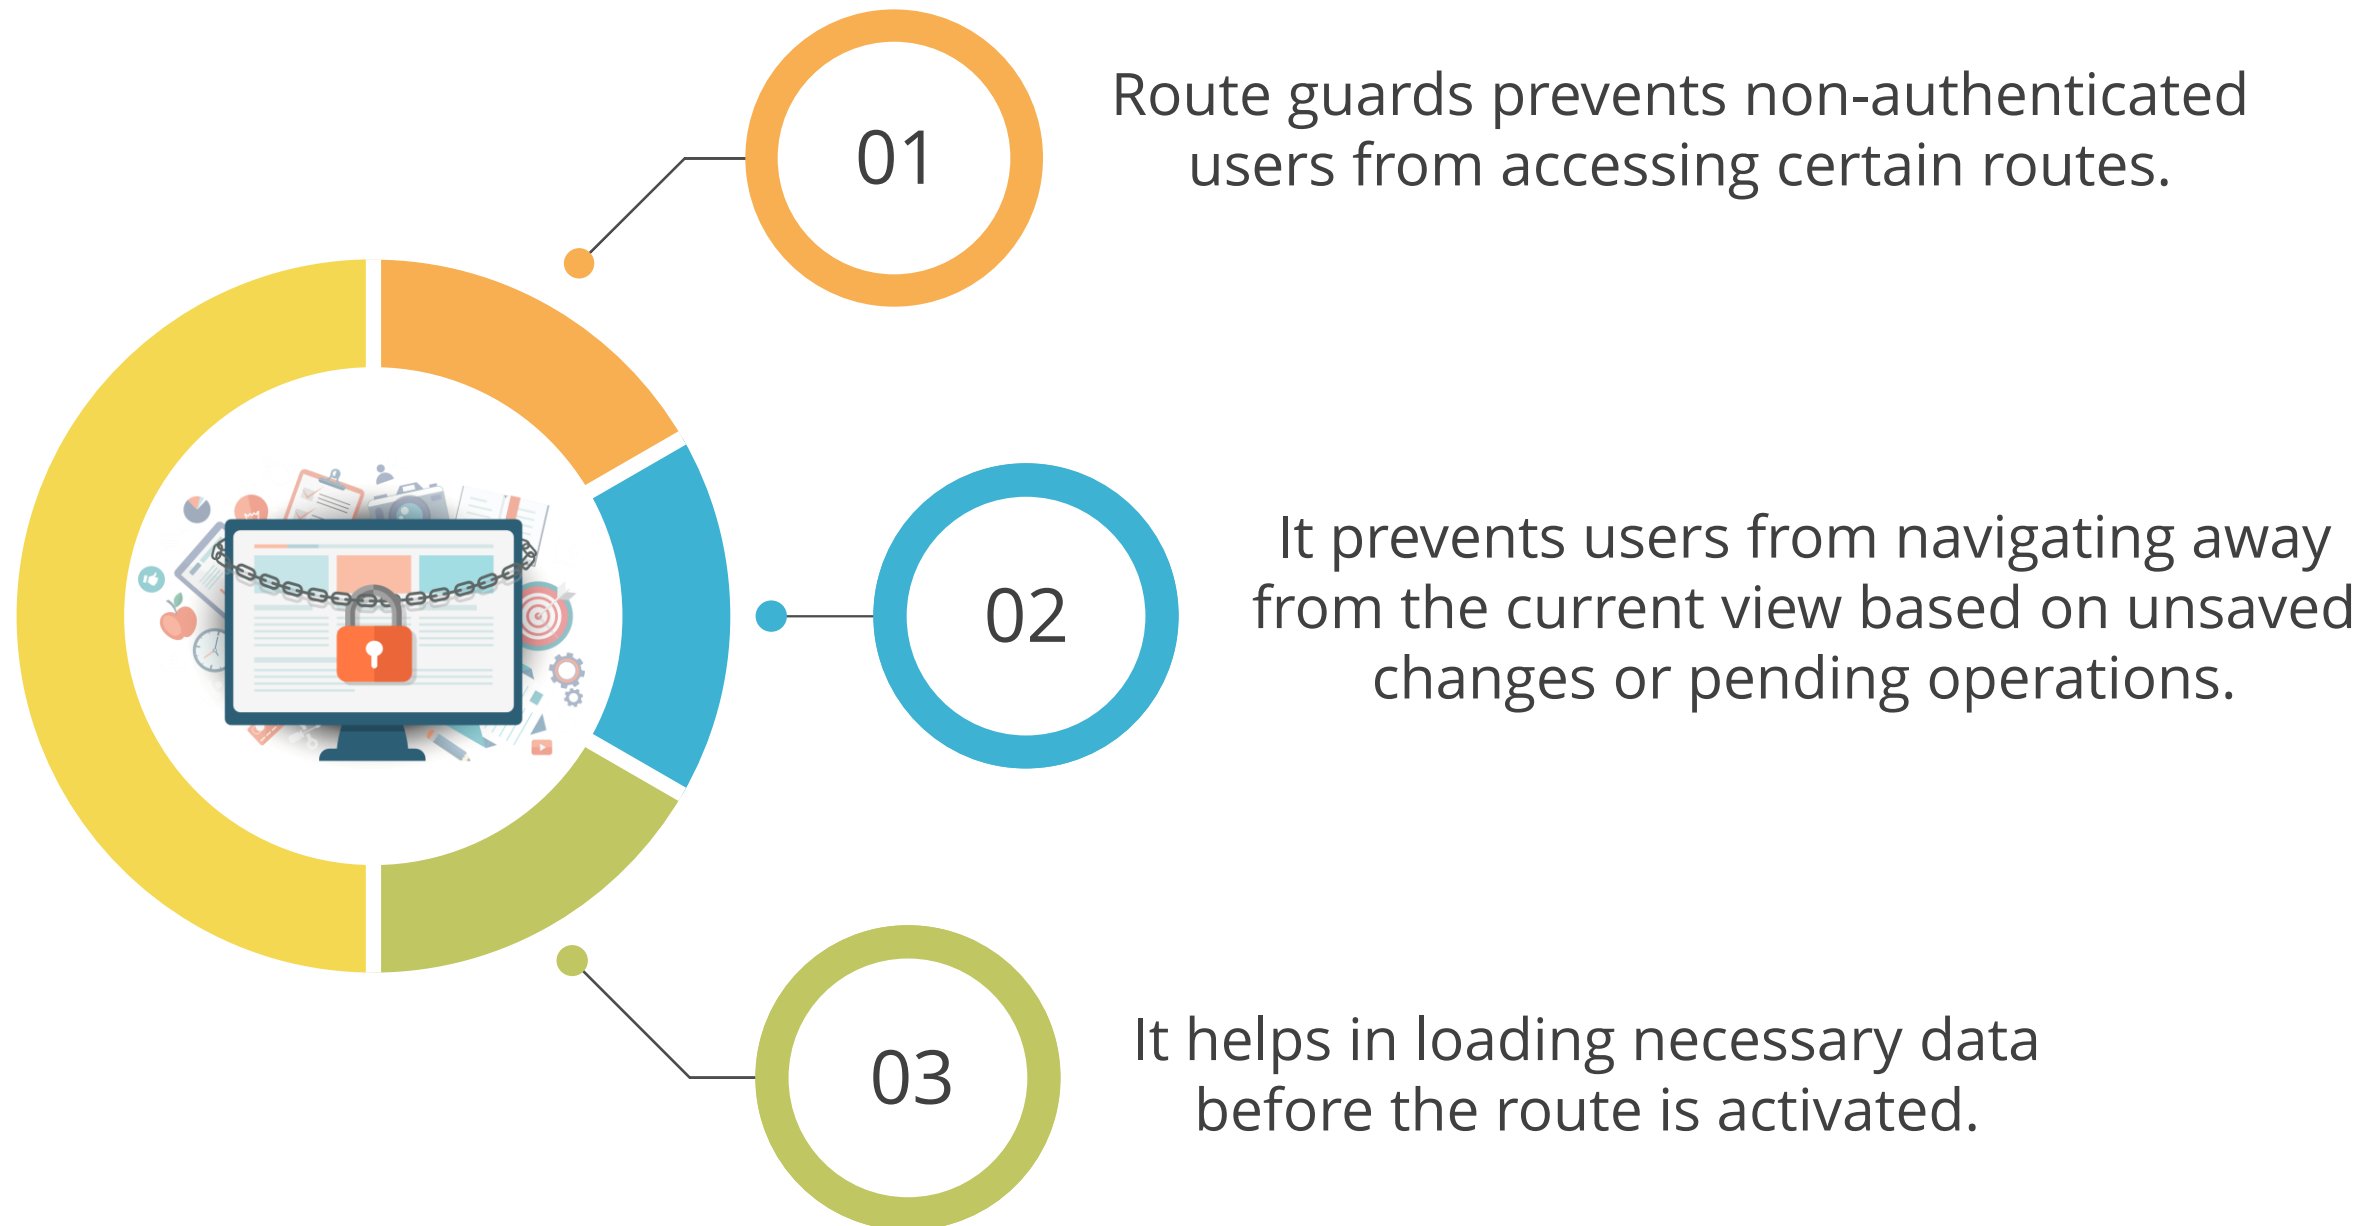 01
Route guards prevents non-authenticated
users from accessing certain routes.
02
It prevents users from navigating away
from the current view based on unsaved
changes or pending operations.
03
It helps in loading necessary data
before the route is activated.